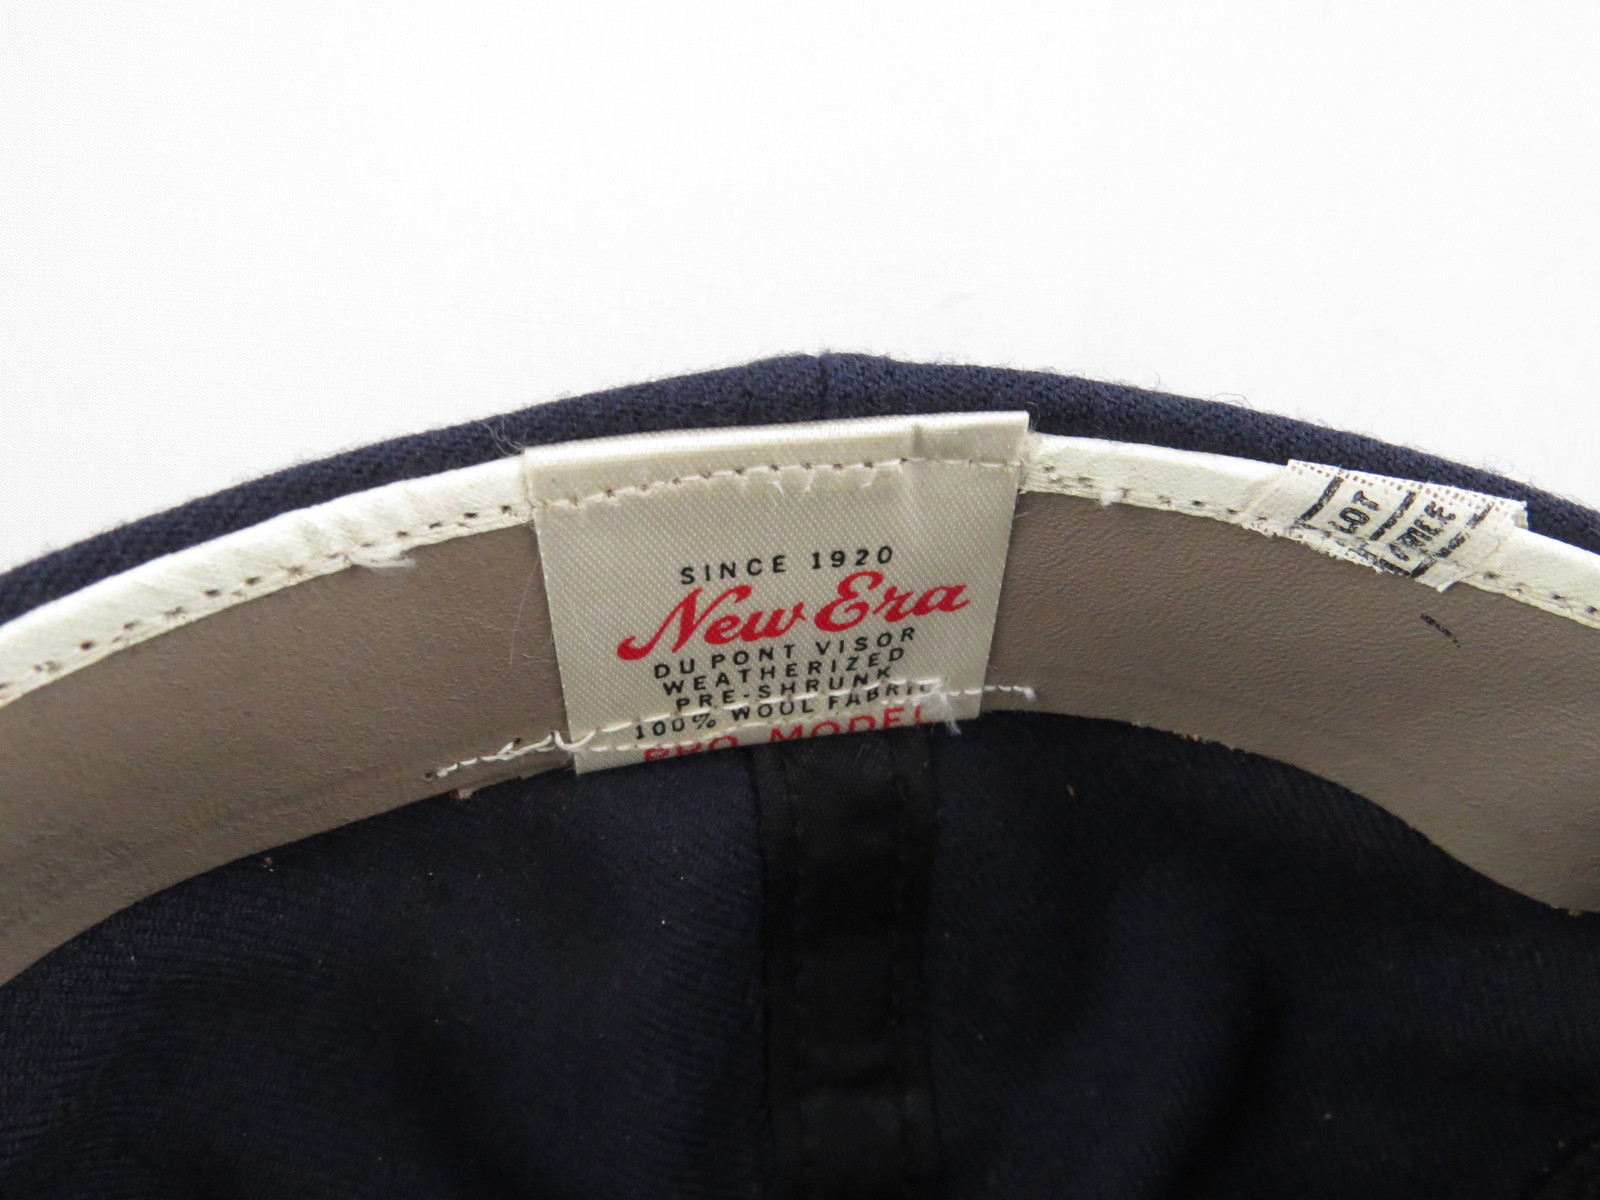 SINCE 1920
New Era
DU PONT VISOR
WEATHERIZED
PRE-SHRUNK
100% WOOL FABRIC
PRO MODEL
LOT